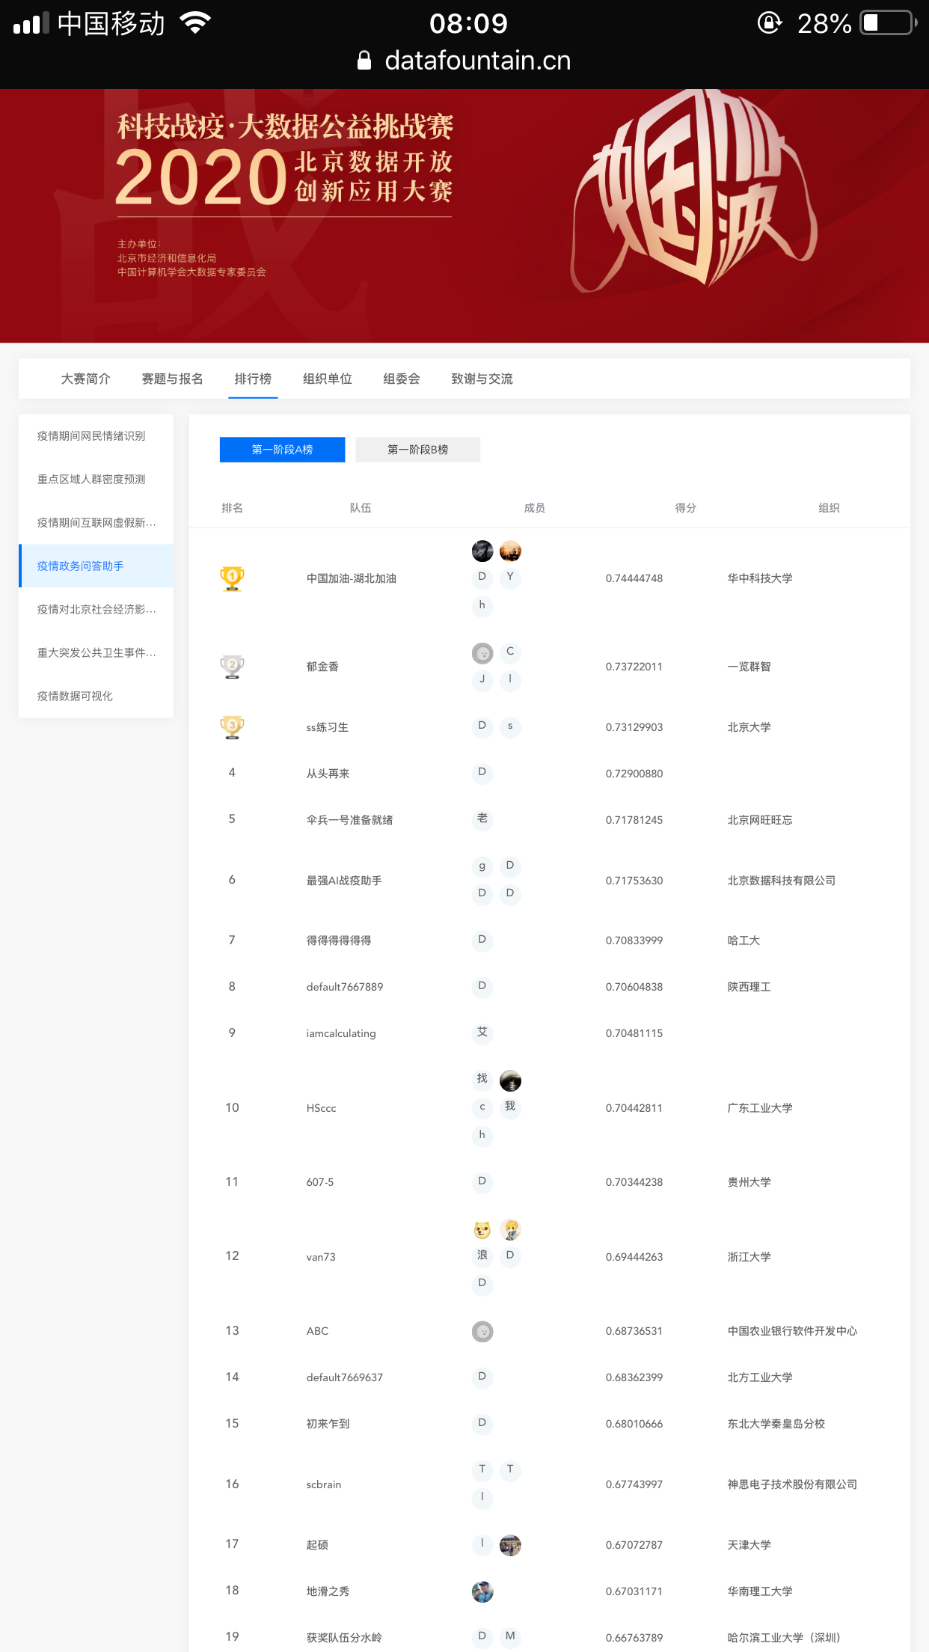 中国移动 08:09 28%
datafountain.cn
科技战疫·大数据公益挑战赛
2020 北京数据开放
创新应用大赛
主办单位：
北京市经济和信息化局
中国计算机学会大数据专家委员会
中国加油
大赛简介 赛题与报名 排行榜 组织单位 组委会 致谢与交流
疫情期间网民情绪识别
重点区域人群密度预测
疫情期间互联网虚假新...
疫情政务问答助手
疫情对北京社会经济影...
重大突发公共卫生事件...
疫情数据可视化
第一阶段A榜 第一阶段B榜
排名 队伍 成员 得分 组织
1 中国加油-湖北加油 D Y h 0.74444748 华中科技大学
2 郁金香 C J l 0.73722011 一览群智
3 ss练习生 D s 0.73129903 北京大学
4 从头再来 D 0.72900880
5 伞兵一号准备就绪 老 0.71781245 北京网旺旺忘
6 最强AI战疫助手 g D D D 0.71753630 北京数据科技有限公司
7 得得得得得得 D 0.70833999 哈工大
8 default7667889 D 0.70604838 陕西理工
9 iamcalculating 艾 0.70481115
10 HSccc 找 c 我 h 0.70442811 广东工业大学
11 607-5 D 0.70344238 贵州大学
12 van73 浪 D D 0.69444263 浙江大学
13 ABC 0.68736531 中国农业银行软件开发中心
14 default7669637 D 0.68362399 北方工业大学
15 初来乍到 D 0.68010666 东北大学秦皇岛分校
16 scbrain T T l 0.67743997 神思电子技术股份有限公司
17 起硕 l 0.67072787 天津大学
18 地滑之秀 0.67031171 华南理工大学
19 获奖队伍分水岭 D M 0.66763789 哈尔滨工业大学（深圳）